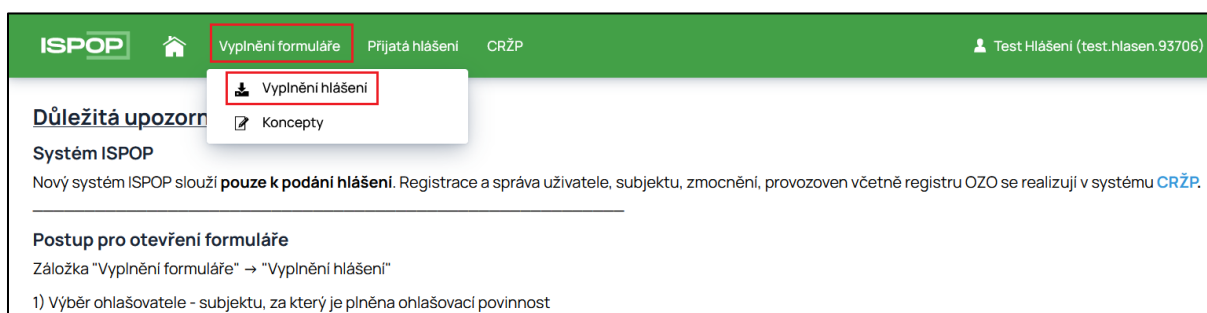 ISPOP Vyplnění formuláře Přijatá hlášení CRŽP Test Hlášení (test.hlasen.93706)
Vyplnění hlášení
Koncepty
Důležitá upozorn
Systém ISPOP
Nový systém ISPOP slouží pouze k podání hlášení. Registrace a správa uživatele, subjektu, zmocnění, provozoven včetně registru OZO se realizují v systému CRŽP.
Postup pro otevření formuláře
Záložka "Vyplnění formuláře" → "Vyplnění hlášení"
1) Výběr ohlašovatele - subjektu, za který je plněna ohlašovací povinnost